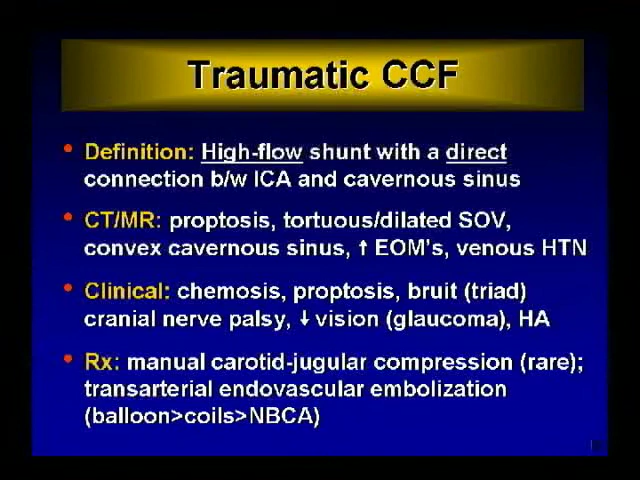 Traumatic CCF
• Definition: High-flow shunt with a direct
connection b/w ICA and cavernous sinus
• CT/MR: proptosis, tortuous/dilated SOV,
convex cavernous sinus, ↑ EOM's, venous HTN
• Clinical: chemosis, proptosis, bruit (triad)
cranial nerve palsy, ↓ vision (glaucoma), HA
• Rx: manual carotid-jugular compression (rare);
transarterial endovascular embolization
(balloon>coils>NBCA)